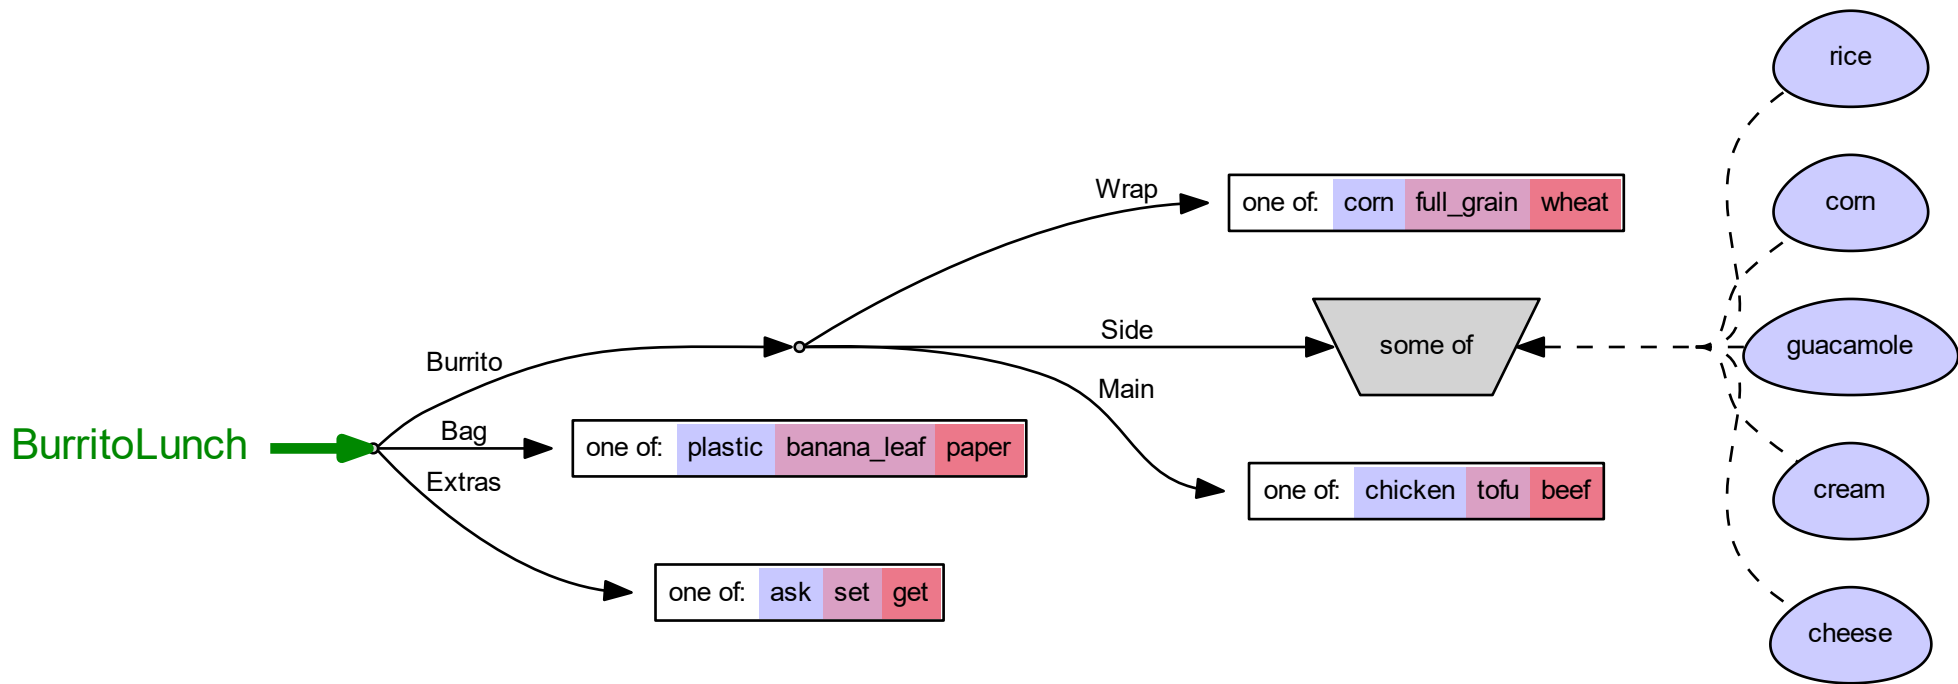 rice
Wrap
one of: corn full_grain wheat
corn
Side
some of
guacamole
Burrito
Main
BurritoLunch
Bag
one of: plastic banana_leaf paper
Extras
one of: chicken tofu beef
cream
one of: ask set get
cheese